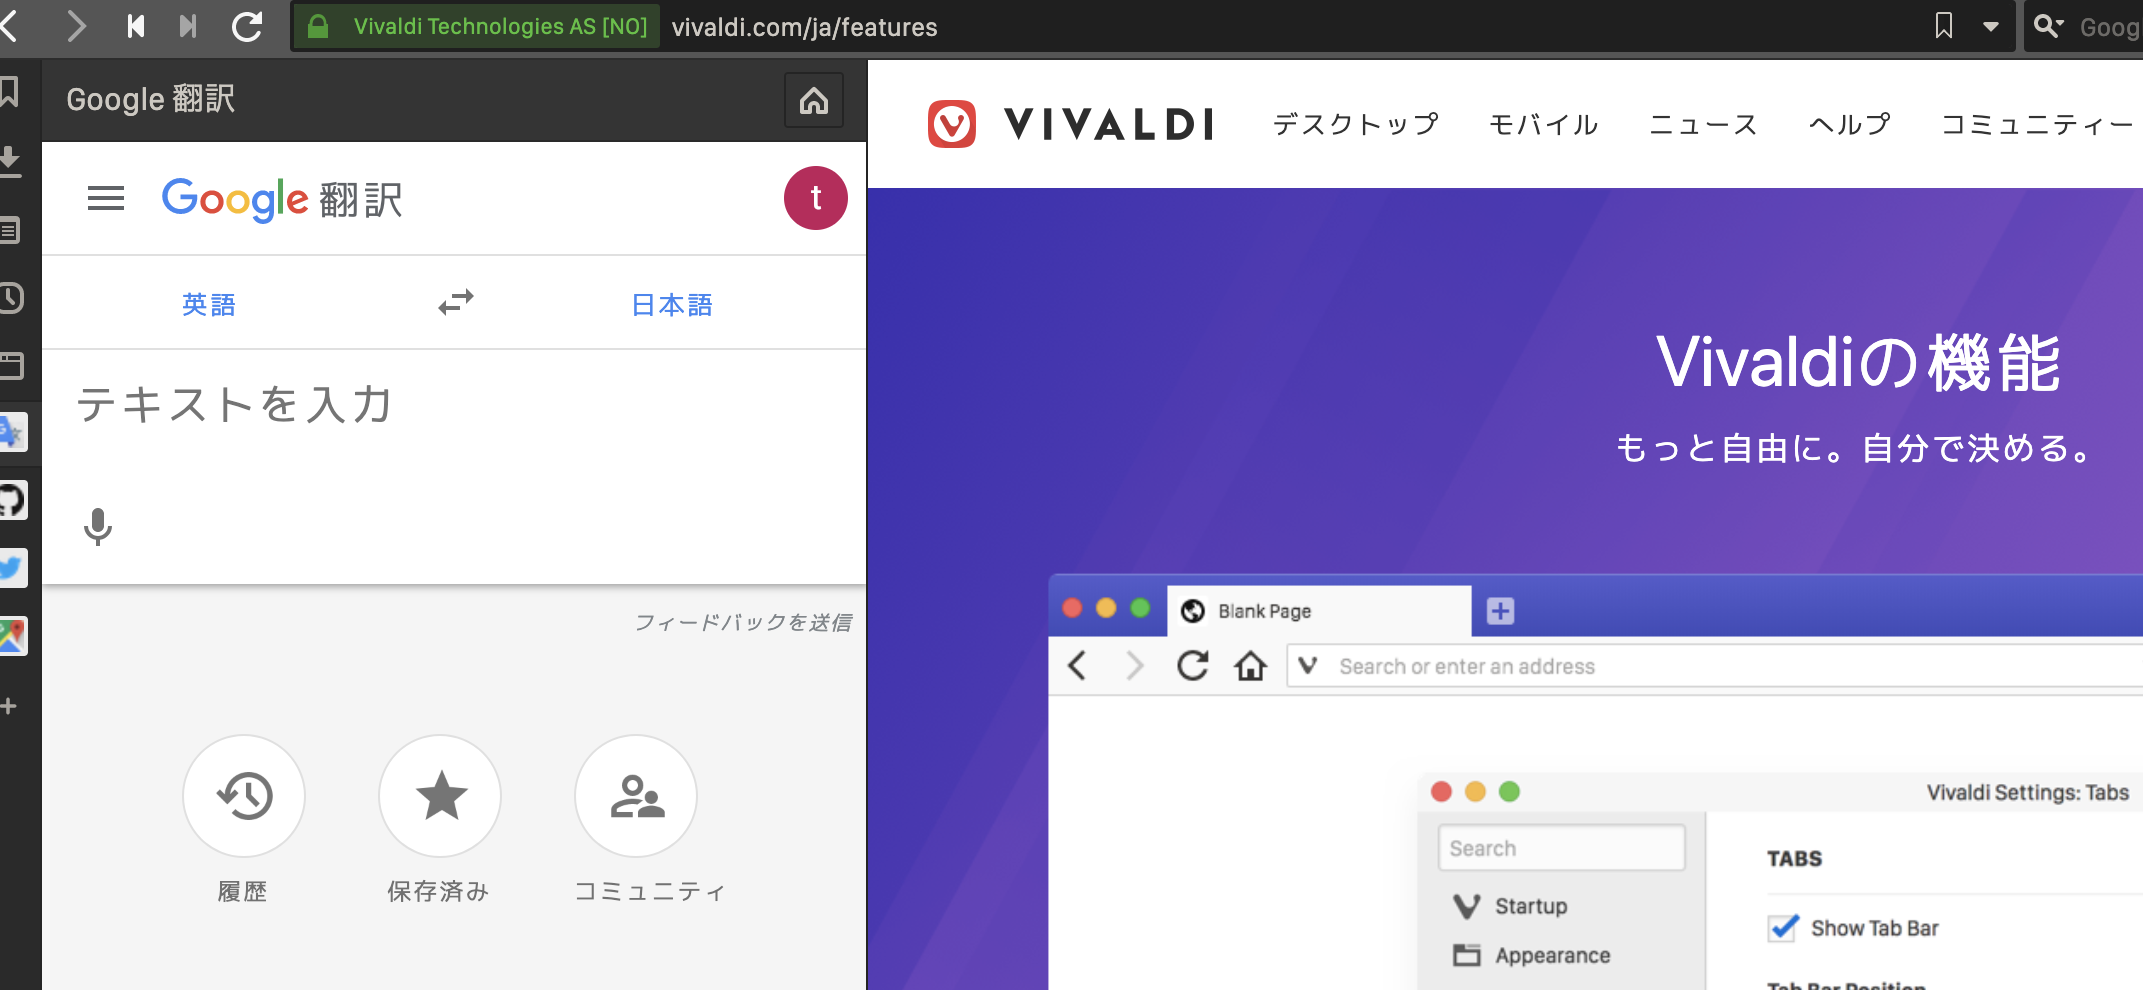 Vivaldi Technologies AS [NO] vivaldi.com/ja/features
Goog
Google 翻訳
Google 翻訳
t
英語
日本語
テキストを入力
フィードバックを送信
履歴
保存済み
コミュニティ
VIVALDI
デスクトップ
モバイル
ニュース
ヘルプ
コミュニティー
Vivaldiの機能
もっと自由に。自分で決める。
Blank Page
Search or enter an address
Vivaldi Settings: Tabs
Search
Startup
Appearance
TABS
Show Tab Bar
Tab Bar Position